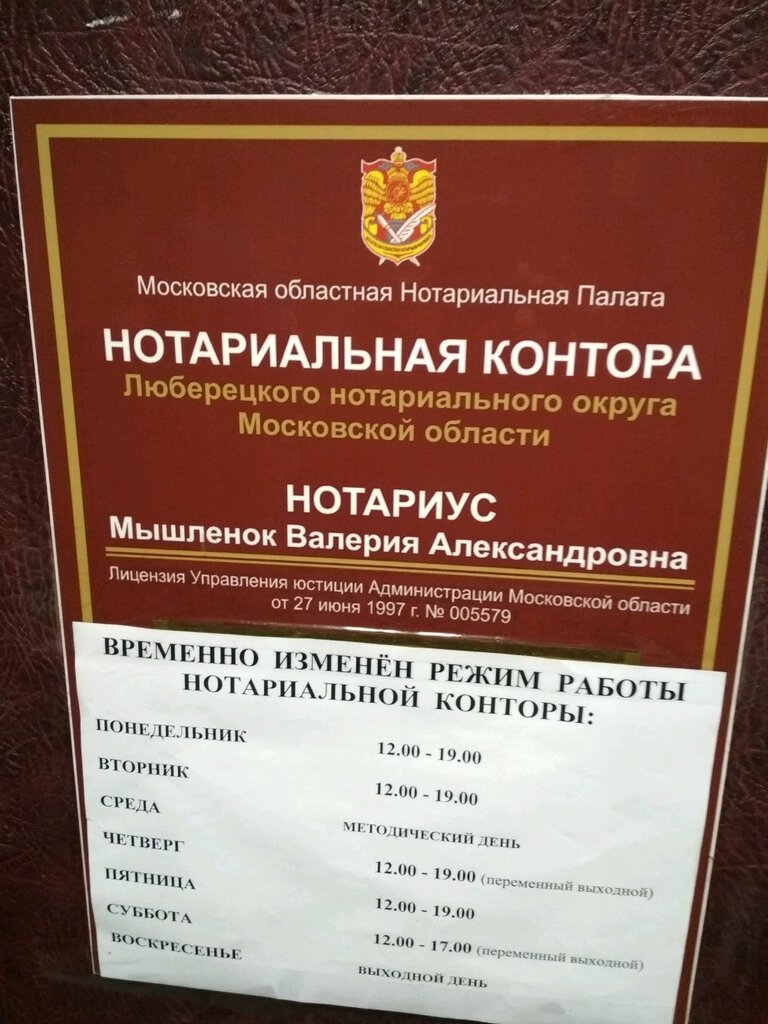 Московская областная Нотариальная Палата
НОТАРИАЛЬНАЯ КОНТОРА
Люберецкого нотариального округа
Московской области
НОТАРИУС
Мышленок Валерия Александровна
Лицензия Управления юстиции Администрации Московской области
от 27 июня 1997 г. № 005579
ВРЕМЕННО ИЗМЕНЁН РЕЖИМ РАБОТЫ
НОТАРИАЛЬНОЙ КОНТОРЫ:
ПОНЕДЕЛЬНИК 12.00 - 19.00
ВТОРНИК 12.00 - 19.00
СРЕДА МЕТОДИЧЕСКИЙ ДЕНЬ
ЧЕТВЕРГ 12.00 - 19.00 (переменный выходной)
ПЯТНИЦА 12.00 - 19.00
СУББОТА 12.00 - 17.00 (переменный выходной)
ВОСКРЕСЕНЬЕ ВЫХОДНОЙ ДЕНЬ